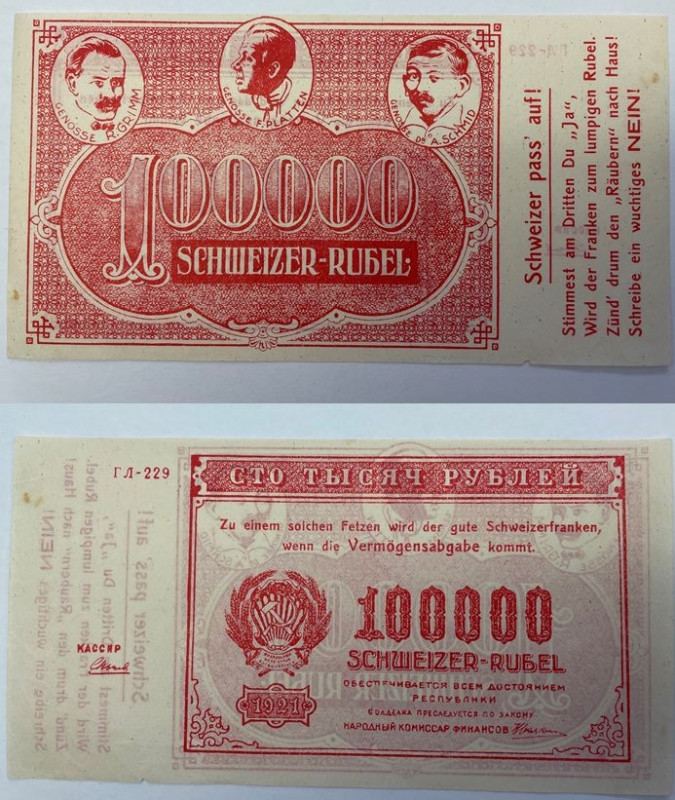 GENOSSE R. GRIMM
GENOSSE F. PLATTEN
GENOSSE A. SCHMID
100000
SCHWEIZER-RUBEL
Schweizer pass' auf!
Stimmest am Dritten Du „Ja",
Wird der Franken zum lumpigen Rubel.
Zünd' drum den „Räubern" nach Haus!
Schreibe ein wuchtiges NEIN!
ГЛ-229
КАССИР
СТО ТЫСЯЧ РУБЛЕЙ
Zu einem solchen Fetzen wird der gute Schweizerfranken,
wenn die Vermögensabgabe kommt.
100000
SCHWEIZER-RUBEL
ОБЕСПЕЧИВАЕТСЯ ВСЕМ ДОСТОЯНИЕМ
РЕСПУБЛИКИ
1921
ПОДДЕЛКА ПРЕСЛЕДУЕТСЯ ПО ЗАКОНУ
НАРОДНЫЙ КОМИССАР ФИНАНСОВ